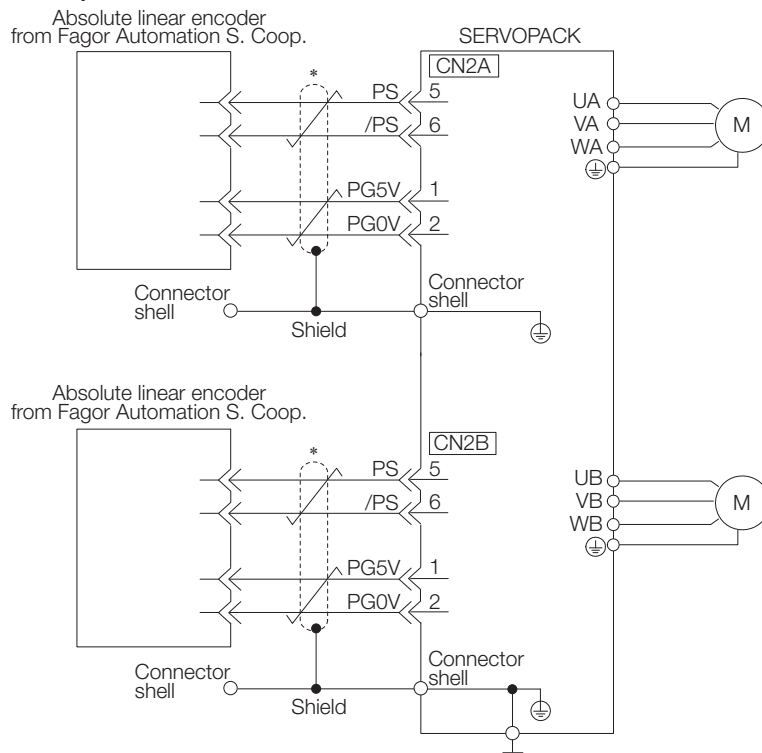 Absolute linear encoder
from Fagor Automation S. Coop.
SERVOPACK
CN2A
*
PS 5
/PS 6
PG5V 1
PG0V 2
UA
VA
WA
M
Connector
shell
Shield
Connector
shell
Absolute linear encoder
from Fagor Automation S. Coop.
CN2B
*
PS 5
/PS 6
PG5V 1
PG0V 2
UB
VB
WB
M
Connector
shell
Shield
Connector
shell